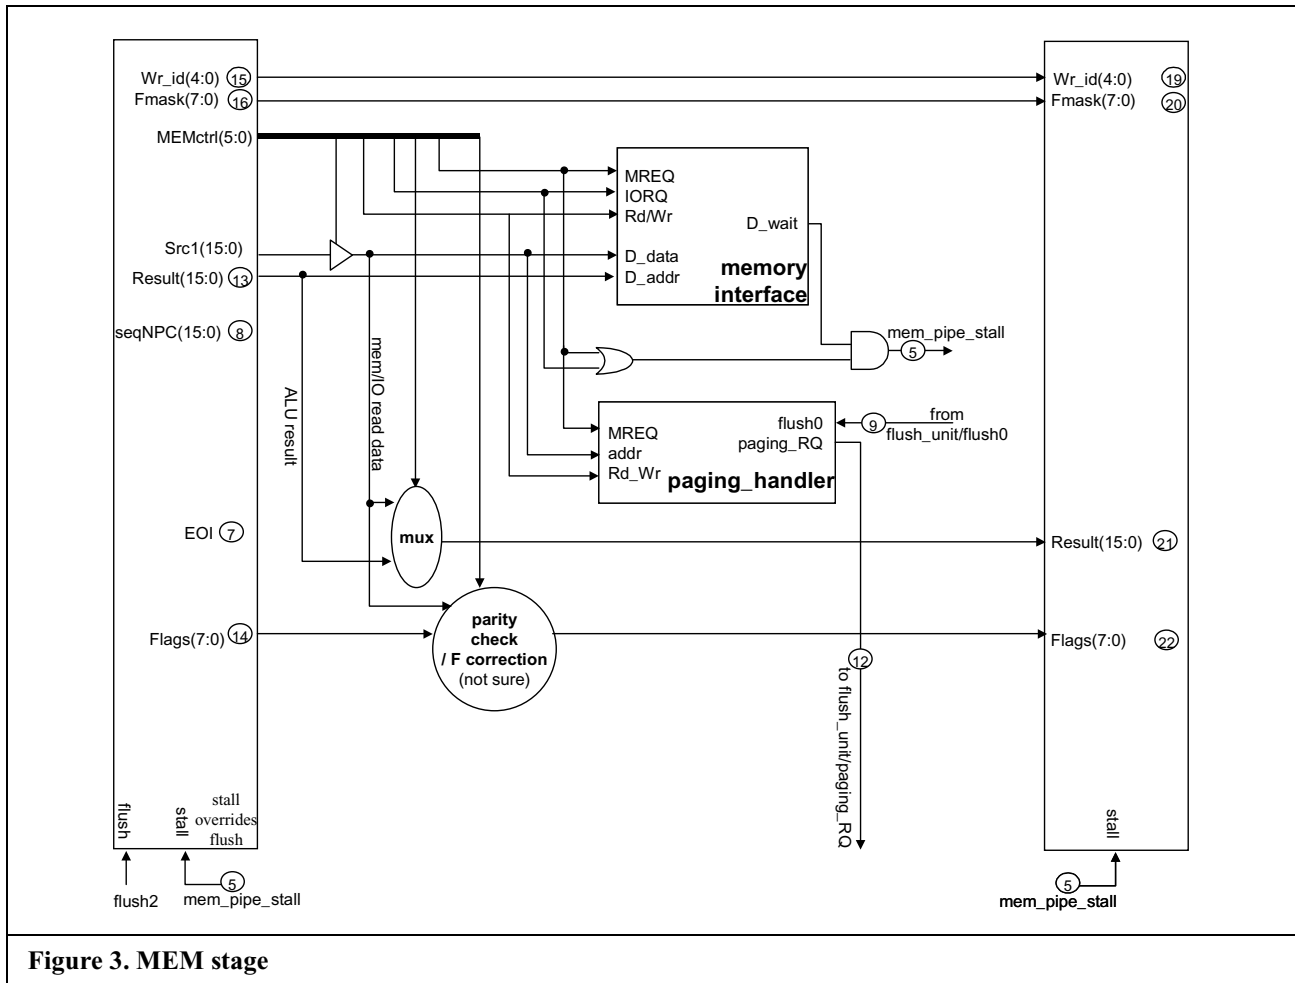 Wr_id(4:0) 15
Fmask(7:0) 16
MEMctrl(5:0)
Src1(15:0)
Result(15:0) 13
seqNPC(15:0) 8
EOI 7
Flags(7:0) 14
flush
stall
stall
overrides
flush
flush2
5
mem_pipe_stall
ALU result
mem/IO read data
MREQ
IORQ
Rd/Wr
D_data
D_addr
D_wait
memory
interface
mem_pipe_stall
5
MREQ
addr
Rd_Wr
flush0
paging_RQ
paging_handler
9
from
flush_unit/flush0
mux
parity
check
/ F correction
(not sure)
12
to flush_unit/paging_RQ
Wr_id(4:0) 19
Fmask(7:0) 20
Result(15:0) 21
Flags(7:0) 22
stall
5
mem_pipe_stall
Figure 3. MEM stage